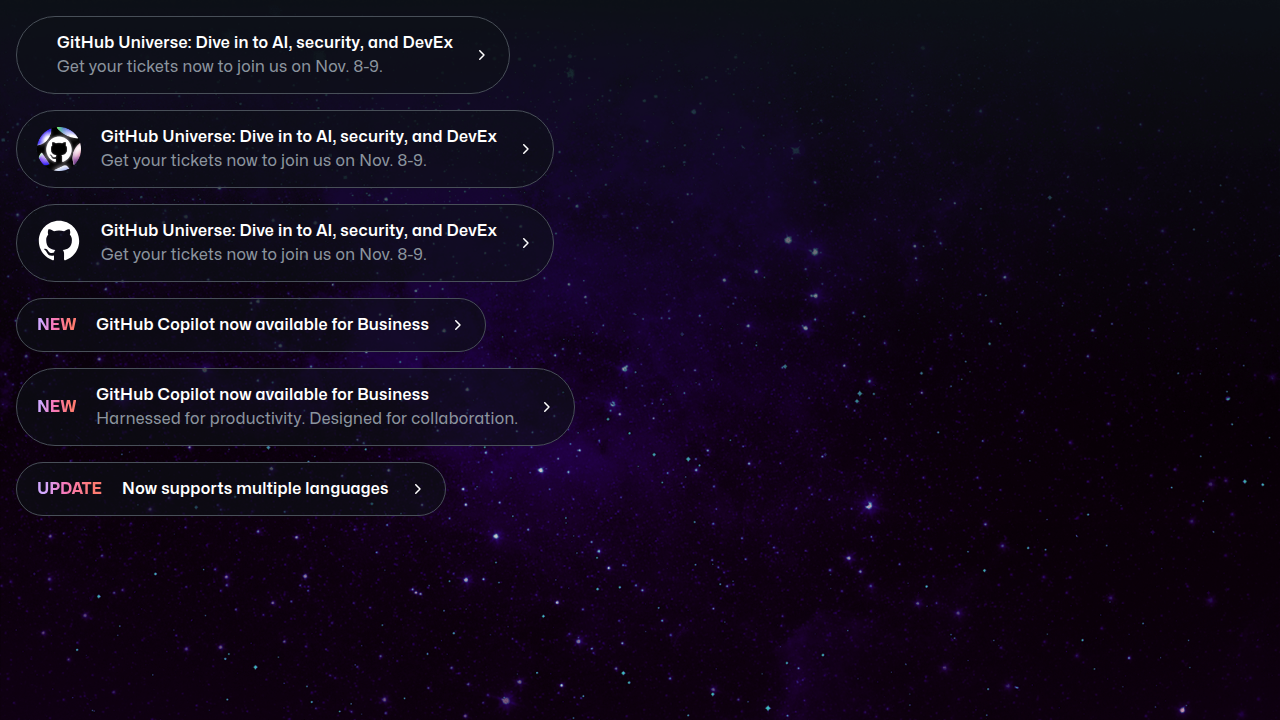 GitHub Universe: Dive in to AI, security, and DevEx
Get your tickets now to join us on Nov. 8-9.
GitHub Universe: Dive in to AI, security, and DevEx
Get your tickets now to join us on Nov. 8-9.
GitHub Universe: Dive in to AI, security, and DevEx
Get your tickets now to join us on Nov. 8-9.
NEW GitHub Copilot now available for Business
NEW GitHub Copilot now available for Business
Harnessed for productivity. Designed for collaboration.
UPDATE Now supports multiple languages